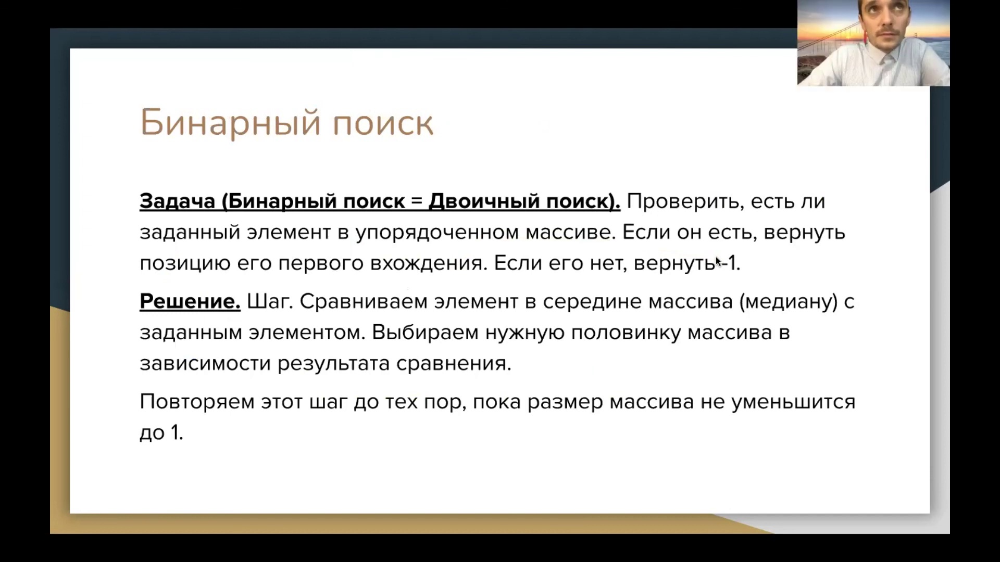 Бинарный поиск
Задача (Бинарный поиск = Двоичный поиск). Проверить, есть ли
заданный элемент в упорядоченном массиве. Если он есть, вернуть
позицию его первого вхождения. Если его нет, вернуть -1.
Решение. Шаг. Сравниваем элемент в середине массива (медиану) с
заданным элементом. Выбираем нужную половинку массива в
зависимости результата сравнения.
Повторяем этот шаг до тех пор, пока размер массива не уменьшится
до 1.